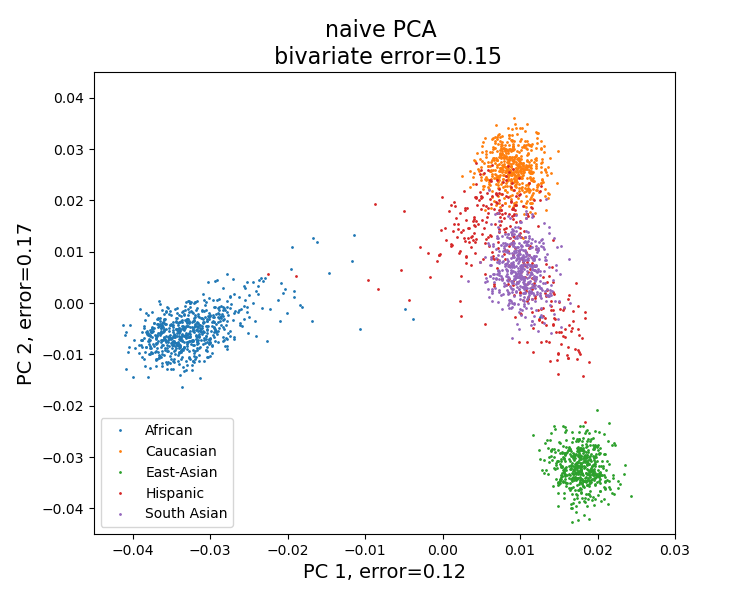 naive PCA
bivariate error=0.15
PC 2, error=0.17
0.04
0.03
0.02
0.01
0.00
−0.01
−0.02
−0.03
−0.04
African
Caucasian
East-Asian
Hispanic
South Asian
−0.04 −0.03 −0.02 −0.01 0.00 0.01 0.02 0.03
PC 1, error=0.12